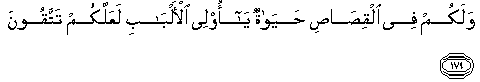 وَلَكُمْ فِى ٱلْقِصَاصِ حَيَوٰةٌ يَـٰٓأُو۟لِى ٱلْأَلْبَـٰبِ لَعَلَّكُمْ تَتَّقُونَ
١٧٩